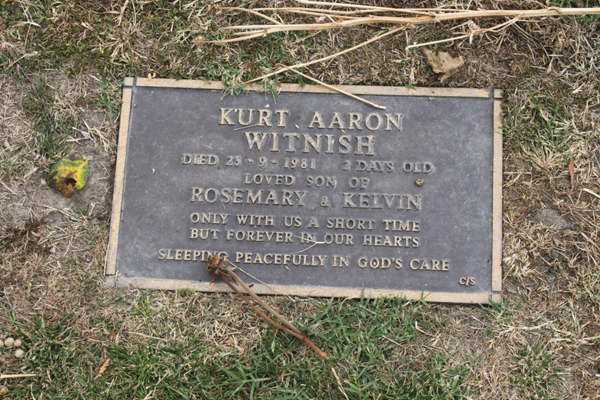 KURT AARON
WITNISH
DIED 23-9-1981 2 DAYS OLD
LOVED SON OF
ROSEMARY & KELVIN
ONLY WITH US A SHORT TIME
BUT FOREVER IN OUR HEARTS
SLEEPING PEACEFULLY IN GOD'S CARE
C/S